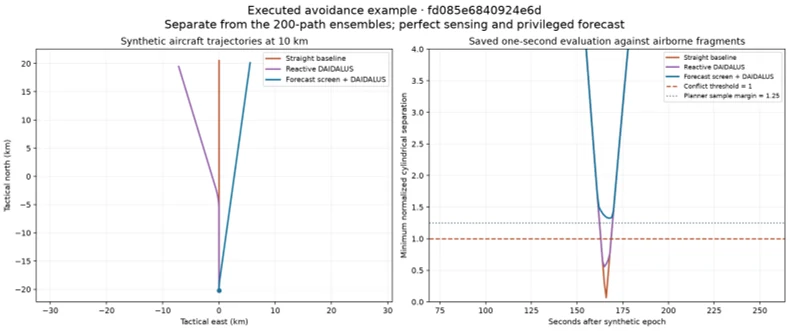 Executed avoidance example · fd085e6840924e6d
Separate from the 200-path ensembles; perfect sensing and privileged forecast
Synthetic aircraft trajectories at 10 km
Straight baseline
Reactive DAIDALUS
Forecast screen + DAIDALUS
Tactical north (km)
20
15
10
5
0
−5
−10
−15
−20
−30
−20
−10
0
10
20
30
Tactical east (km)
Saved one-second evaluation against airborne fragments
Straight baseline
Reactive DAIDALUS
Forecast screen + DAIDALUS
Conflict threshold = 1
Planner sample margin = 1.25
Minimum normalized cylindrical separation
4.0
3.5
3.0
2.5
2.0
1.5
1.0
0.5
0.0
75
100
125
150
175
200
225
250
Seconds after synthetic epoch